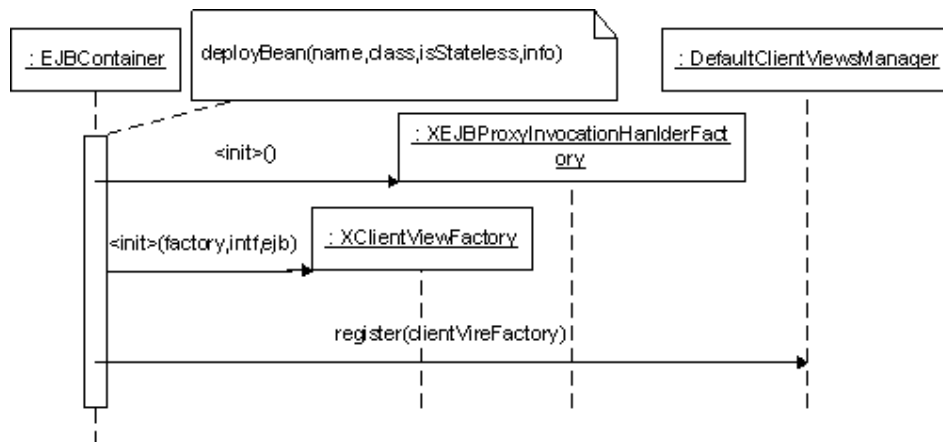 deployBean(name,class,isStateless,info)
: EJBContainer
: DefaultClientViewsManager
: XEJBProxyInvocationHanlderFact
ory
<init>()
: XClientViewFactory
<init>(factory,intf,ejb)
register(clientVireFactory)